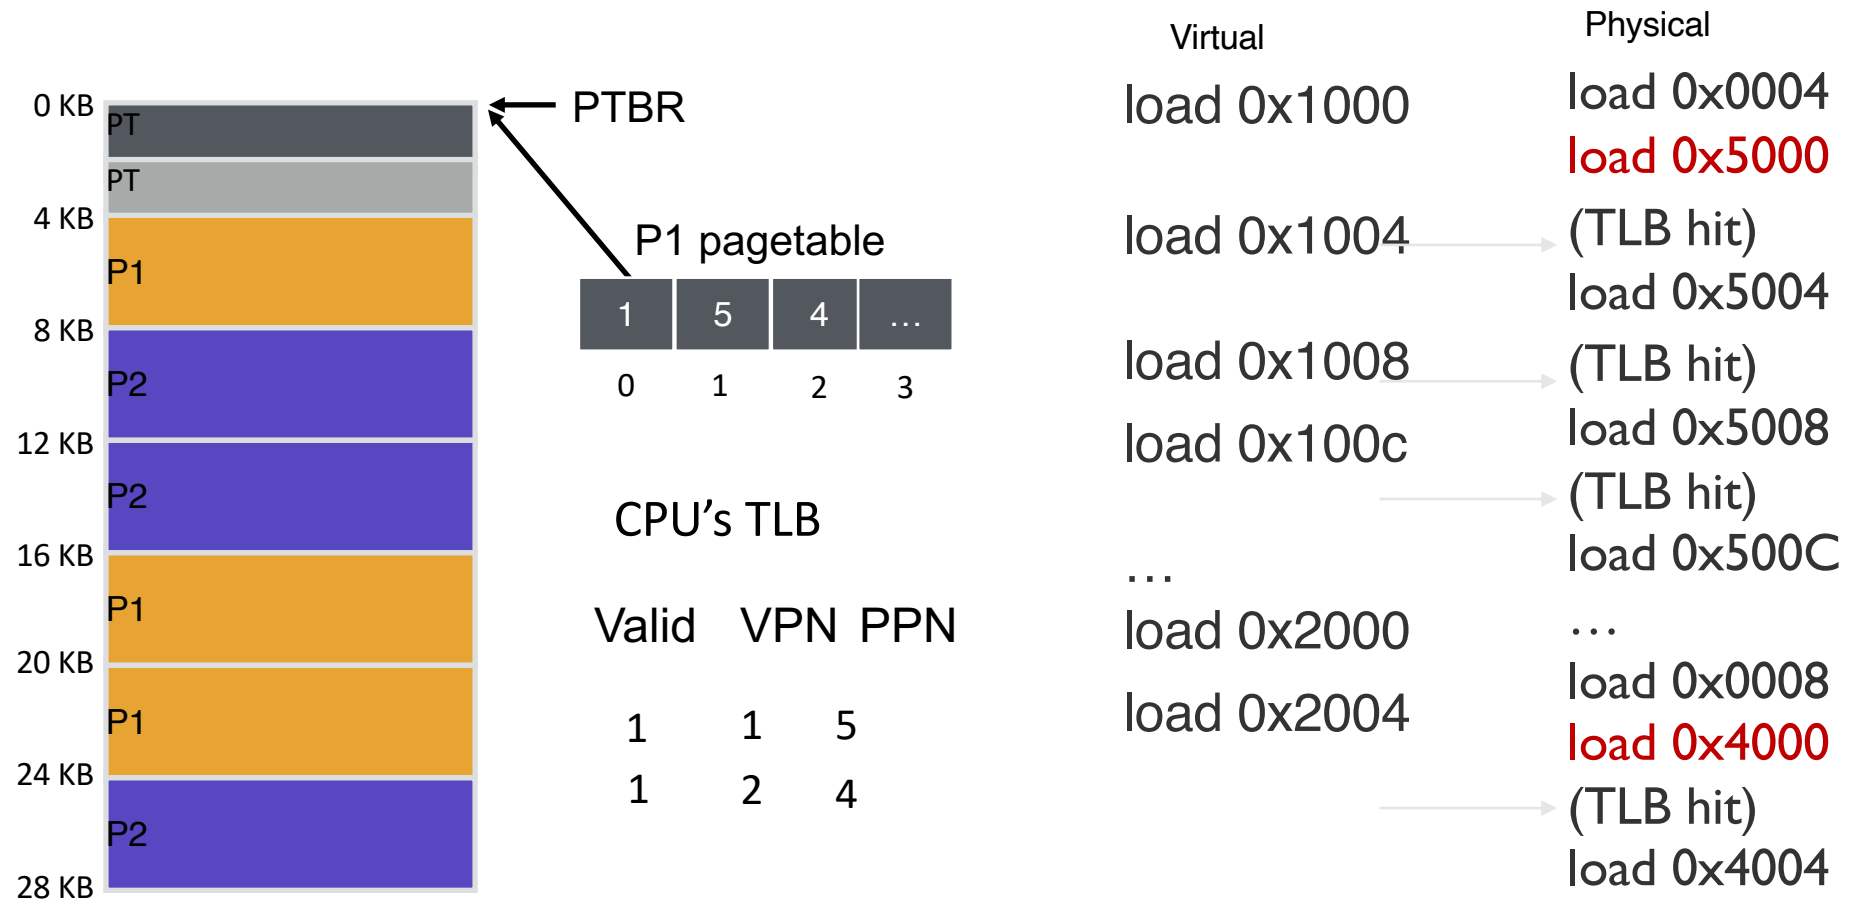 0 KB
PT
PT
4 KB
P1
8 KB
P2
12 KB
P2
16 KB
P1
20 KB
P1
24 KB
P2
28 KB
PTBR
P1 pagetable
1 5 4 …
0 1 2 3
CPU’s TLB
Valid VPN PPN
1 1 5
1 2 4
Virtual
load 0x1000
load 0x1004
load 0x1008
load 0x100c
…
load 0x2000
load 0x2004
Physical
load 0x0004
load 0x5000
(TLB hit)
load 0x5004
(TLB hit)
load 0x5008
(TLB hit)
load 0x500C
…
load 0x0008
load 0x4000
(TLB hit)
load 0x4004